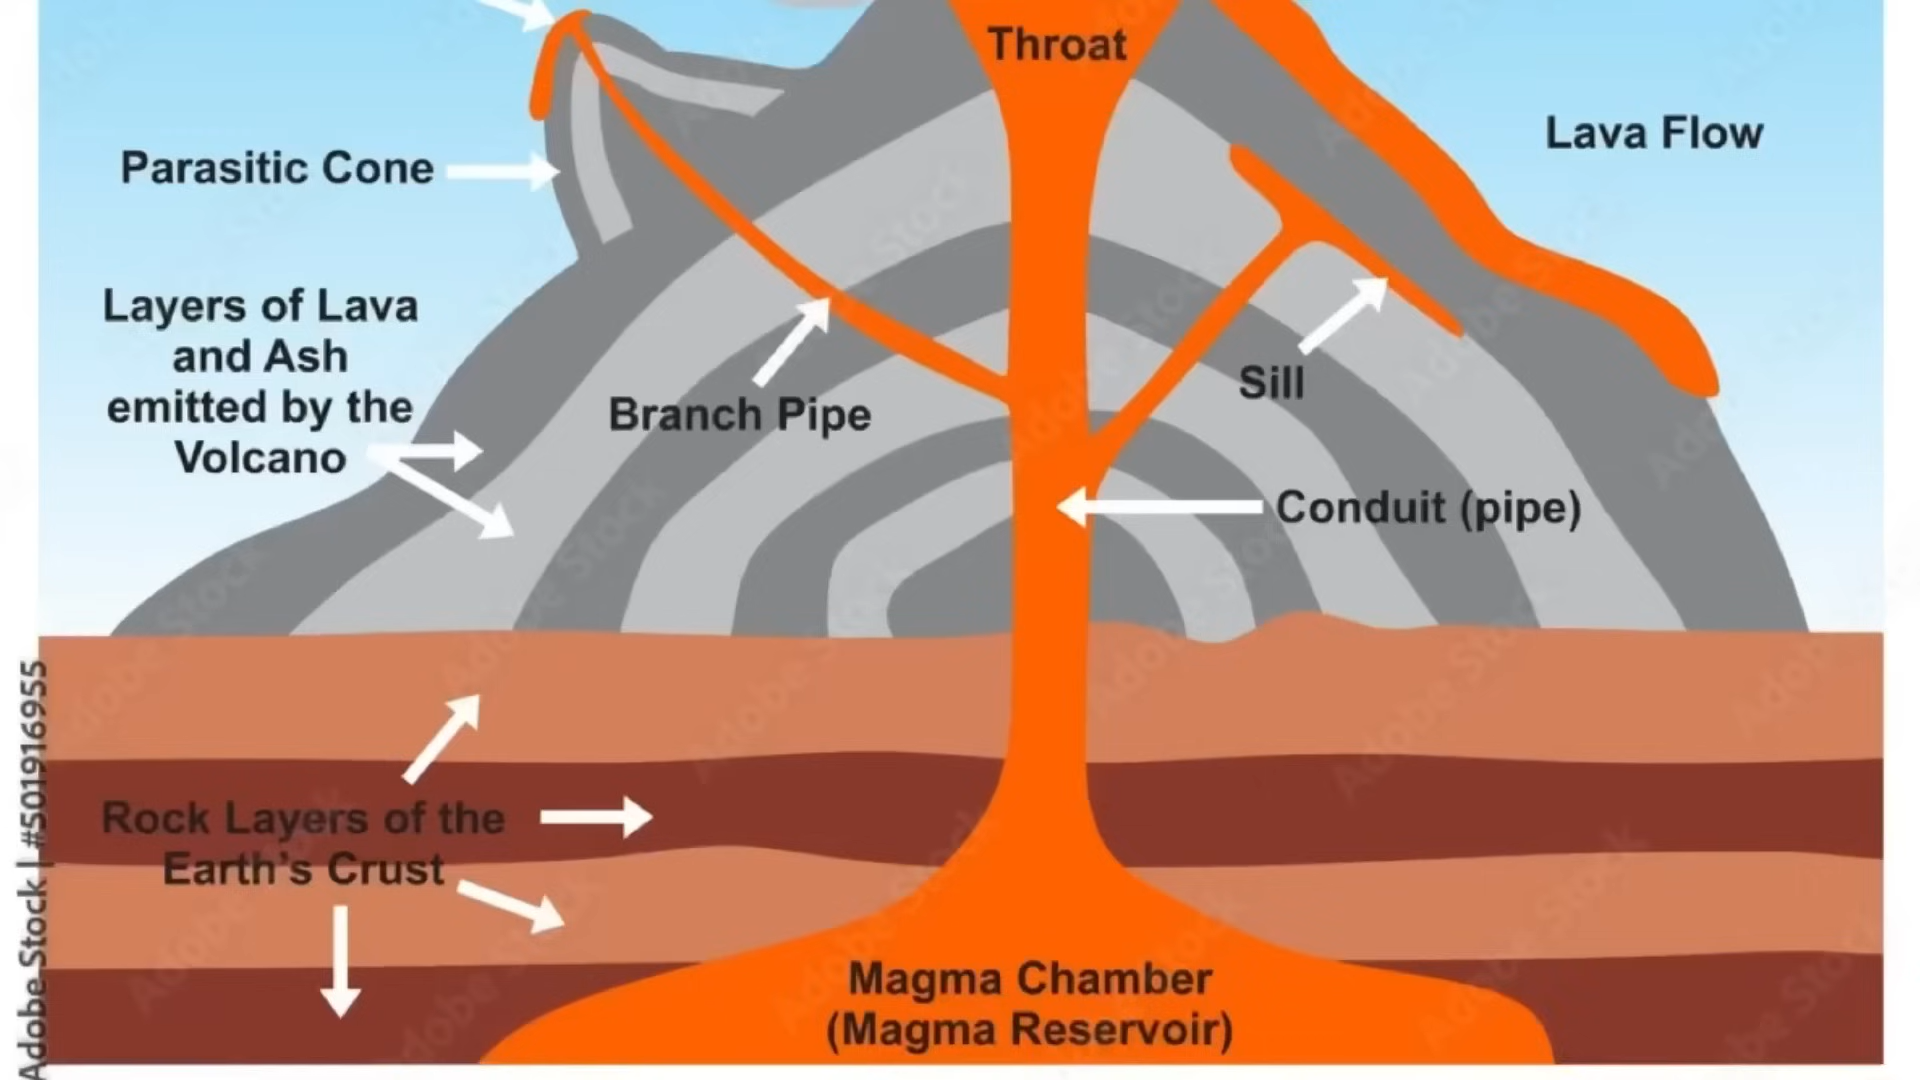 Throat
Lava Flow
Parasitic Cone
Layers of Lava
and Ash
emitted by the
Volcano
Branch Pipe
Sill
Conduit (pipe)
Rock Layers of the
Earth's Crust
Magma Chamber
(Magma Reservoir)
Adobe Stock | #501916955